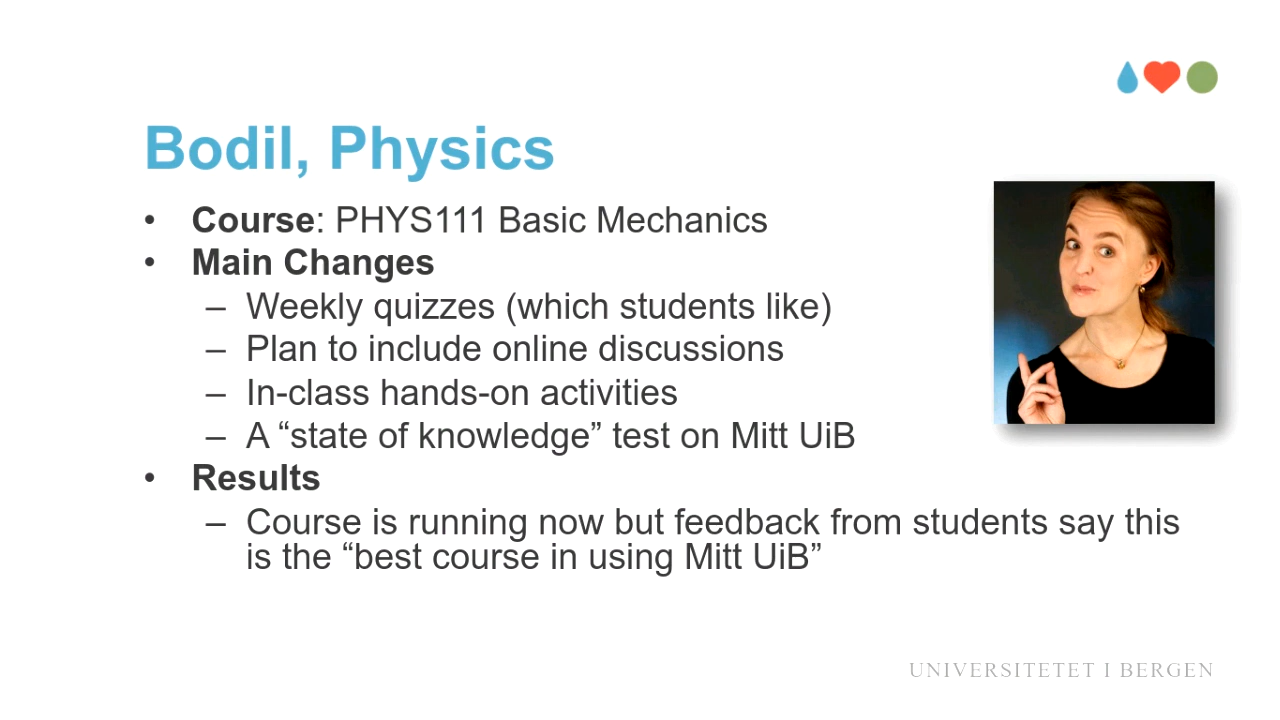 Bodil, Physics
• Course: PHYS111 Basic Mechanics
• Main Changes
– Weekly quizzes (which students like)
– Plan to include online discussions
– In-class hands-on activities
– A “state of knowledge” test on Mitt UiB
• Results
– Course is running now but feedback from students say this
is the “best course in using Mitt UiB”
UNIVERSITETET I BERGEN